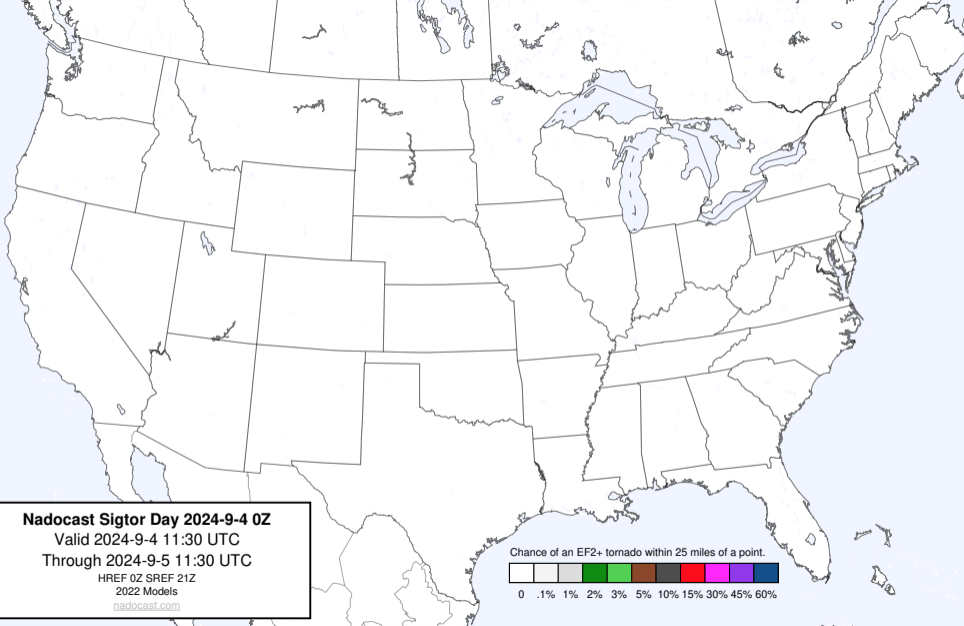 Nadocast Sigtor Day 2024-9-4 0Z
Valid 2024-9-4 11:30 UTC
Through 2024-9-5 11:30 UTC
HREF 0Z SREF 21Z
2022 Models
nadocast.com
Chance of an EF2+ tornado within 25 miles of a point.
0 .1% 1% 2% 3% 5% 10% 15% 30% 45% 60%